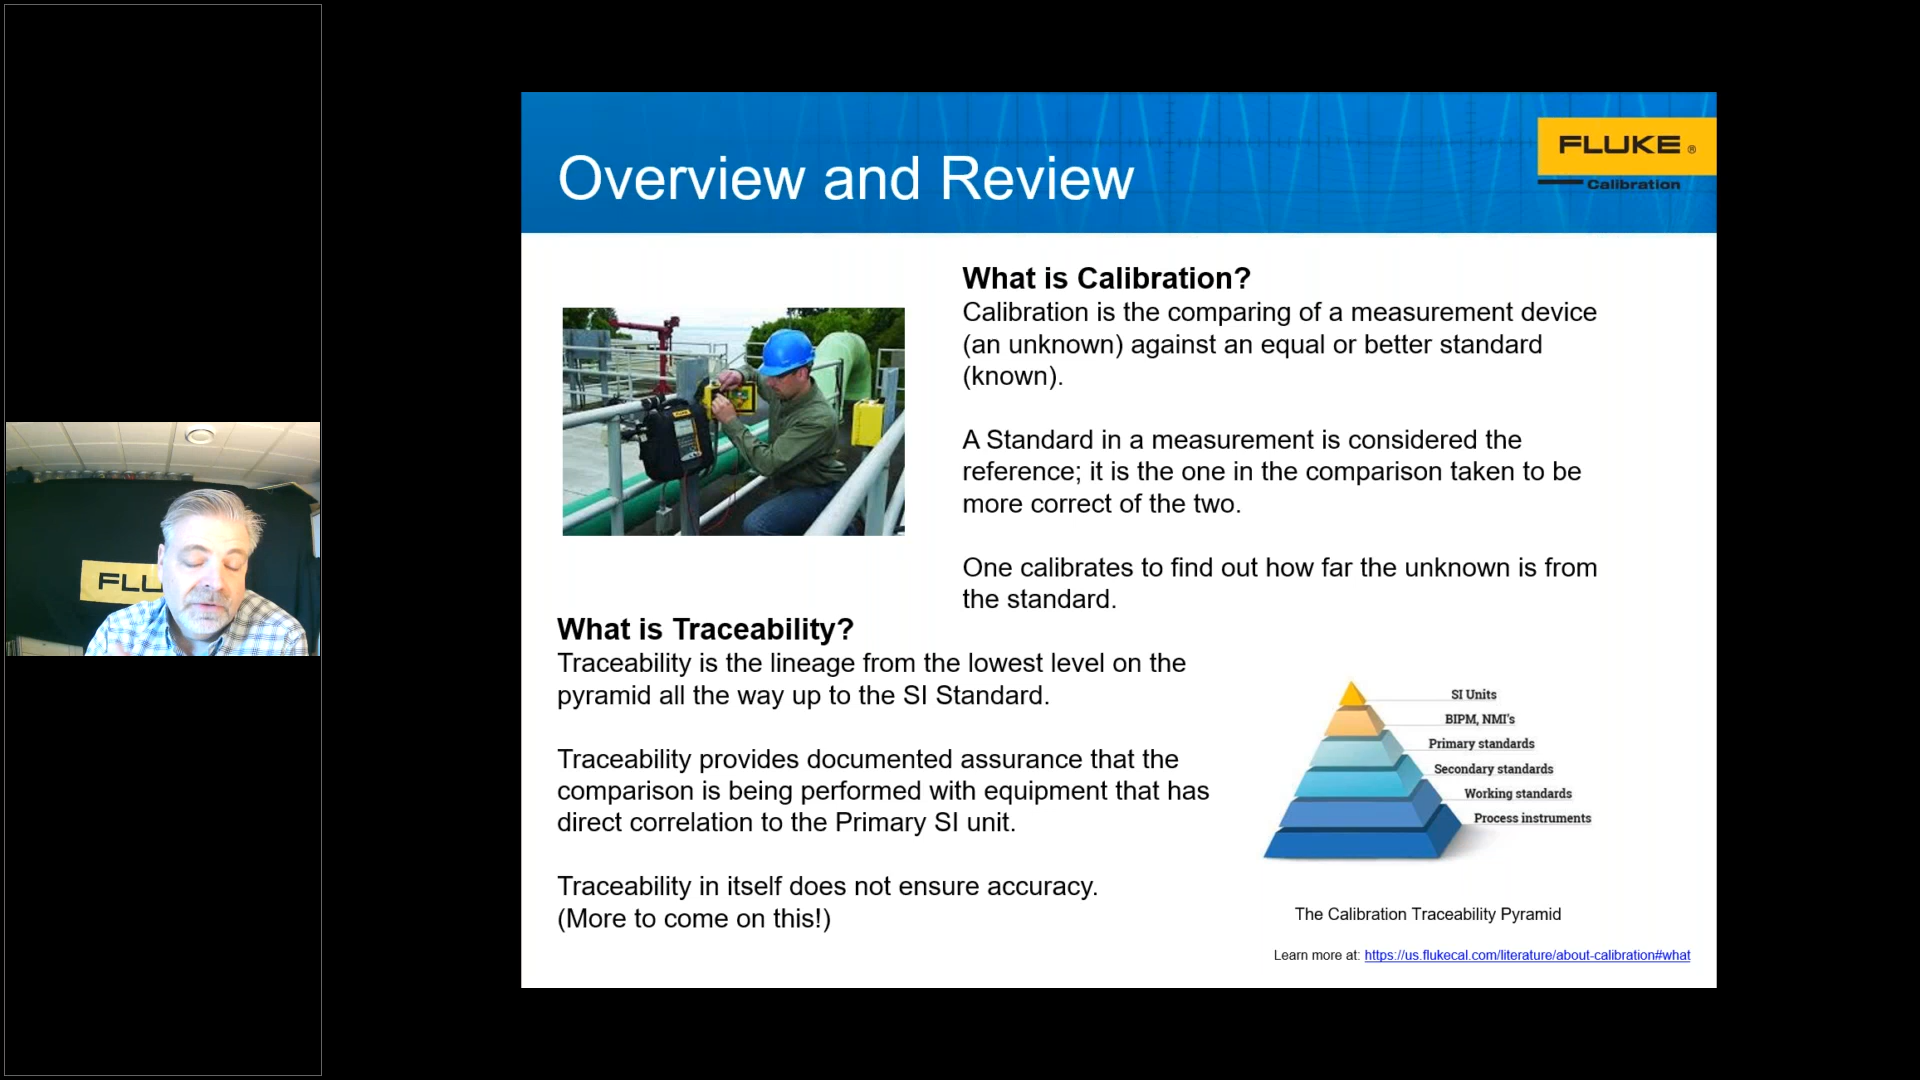 Overview and Review
FLUKE ®
Calibration
What is Calibration?
Calibration is the comparing of a measurement device
(an unknown) against an equal or better standard
(known).
A Standard in a measurement is considered the
reference; it is the one in the comparison taken to be
more correct of the two.
One calibrates to find out how far the unknown is from
the standard.
FLUKE
FLU
What is Traceability?
Traceability is the lineage from the lowest level on the
pyramid all the way up to the SI Standard.
Traceability provides documented assurance that the
comparison is being performed with equipment that has
direct correlation to the Primary SI unit.
Traceability in itself does not ensure accuracy.
(More to come on this!)
SI Units
BIPM, NMI's
Primary standards
Secondary standards
Working standards
Process instruments
The Calibration Traceability Pyramid
Learn more at: https://us.flukecal.com/literature/about-calibration#what